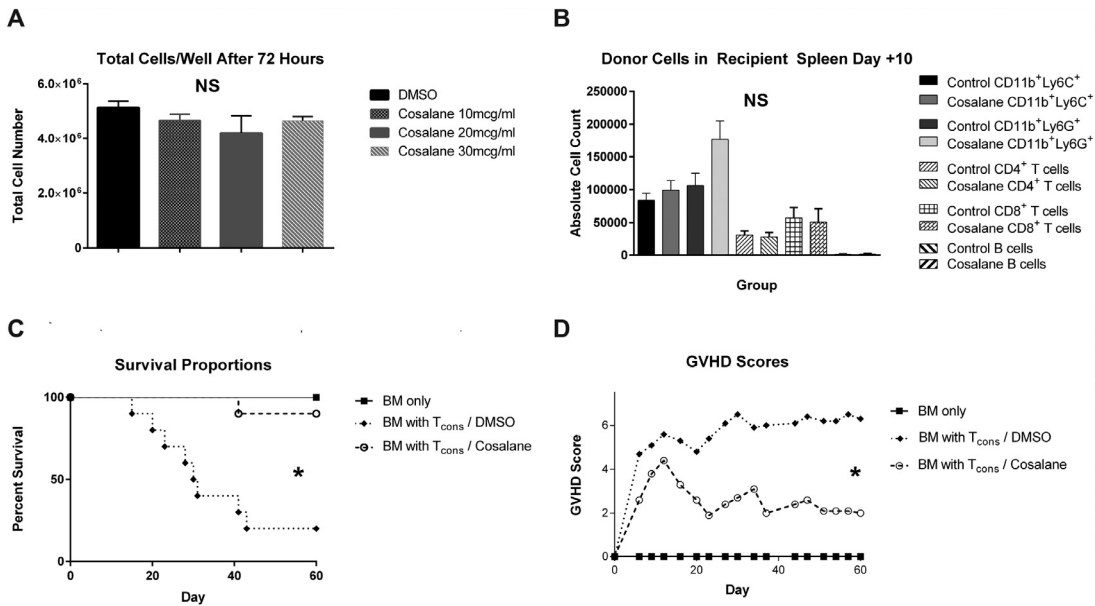 A
Total Cells/Well After 72 Hours
NS
6.0×10⁶
4.0×10⁶
2.0×10⁶
0
Total Cell Number
DMSO
Cosalane 10mcg/ml
Cosalane 20mcg/ml
Cosalane 30mcg/ml
B
Donor Cells in Recipient Spleen Day +10
NS
250000
200000
150000
100000
50000
0
Absolute Cell Count
Group
Control CD11b⁺Ly6C⁺
Cosalane CD11b⁺Ly6C⁺
Control CD11b⁺Ly6G⁺
Cosalane CD11b⁺Ly6G⁺
Control CD4⁺ T cells
Cosalane CD4⁺ T cells
Control CD8⁺ T cells
Cosalane CD8⁺ T cells
Control B cells
Cosalane B cells
C
Survival Proportions
100
50
0
Percent Survival
0 20 40 60
Day
*
BM only
BM with T_cons / DMSO
BM with T_cons / Cosalane
D
GVHD Scores
6
4
2
0
GVHD Score
0 20 40 60
Day
*
BM only
BM with T_cons / DMSO
BM with T_cons / Cosalane